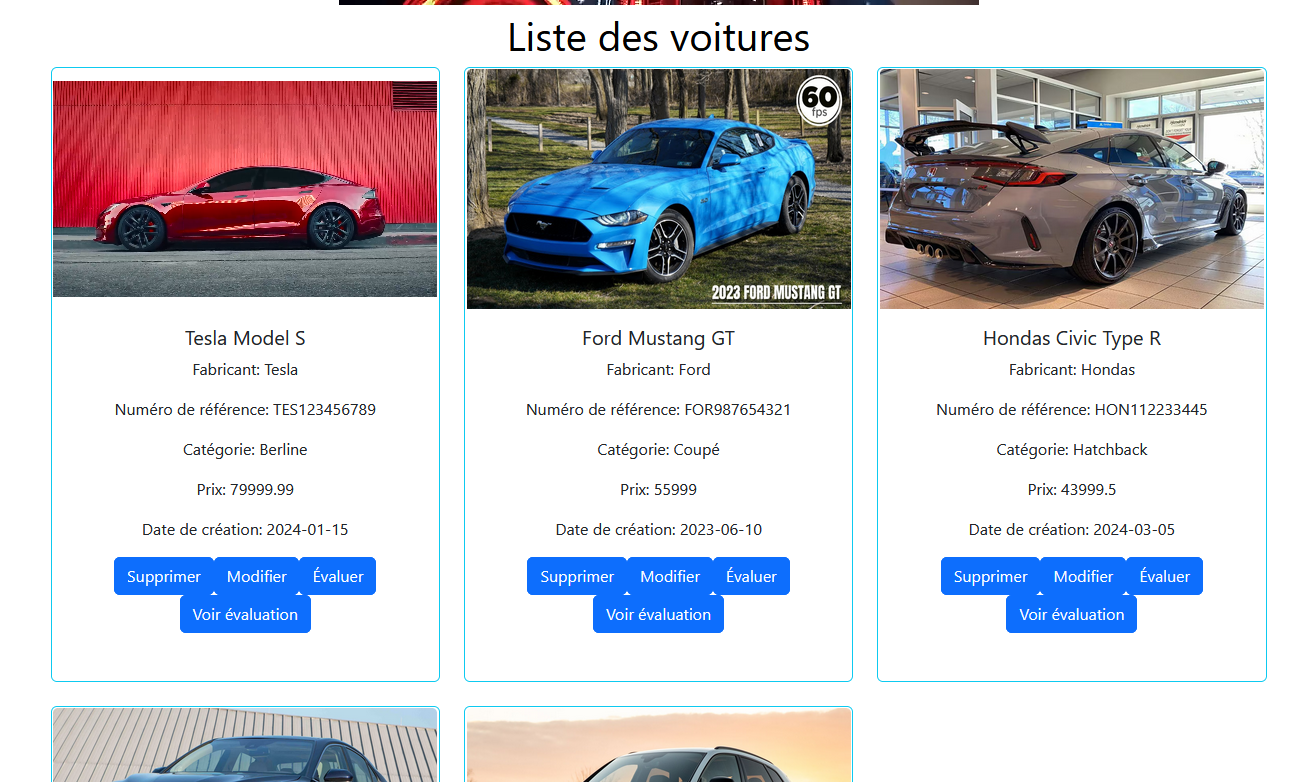 Liste des voitures
60
fps
2023 FORD MUSTANG GT
Tesla Model S
Fabricant: Tesla
Numéro de référence: TES123456789
Catégorie: Berline
Prix: 79999.99
Date de création: 2024-01-15
Supprimer Modifier Évaluer
Voir évaluation
Ford Mustang GT
Fabricant: Ford
Numéro de référence: FOR987654321
Catégorie: Coupé
Prix: 55999
Date de création: 2023-06-10
Supprimer Modifier Évaluer
Voir évaluation
Hondas Civic Type R
Fabricant: Hondas
Numéro de référence: HON112233445
Catégorie: Hatchback
Prix: 43999.5
Date de création: 2024-03-05
Supprimer Modifier Évaluer
Voir évaluation